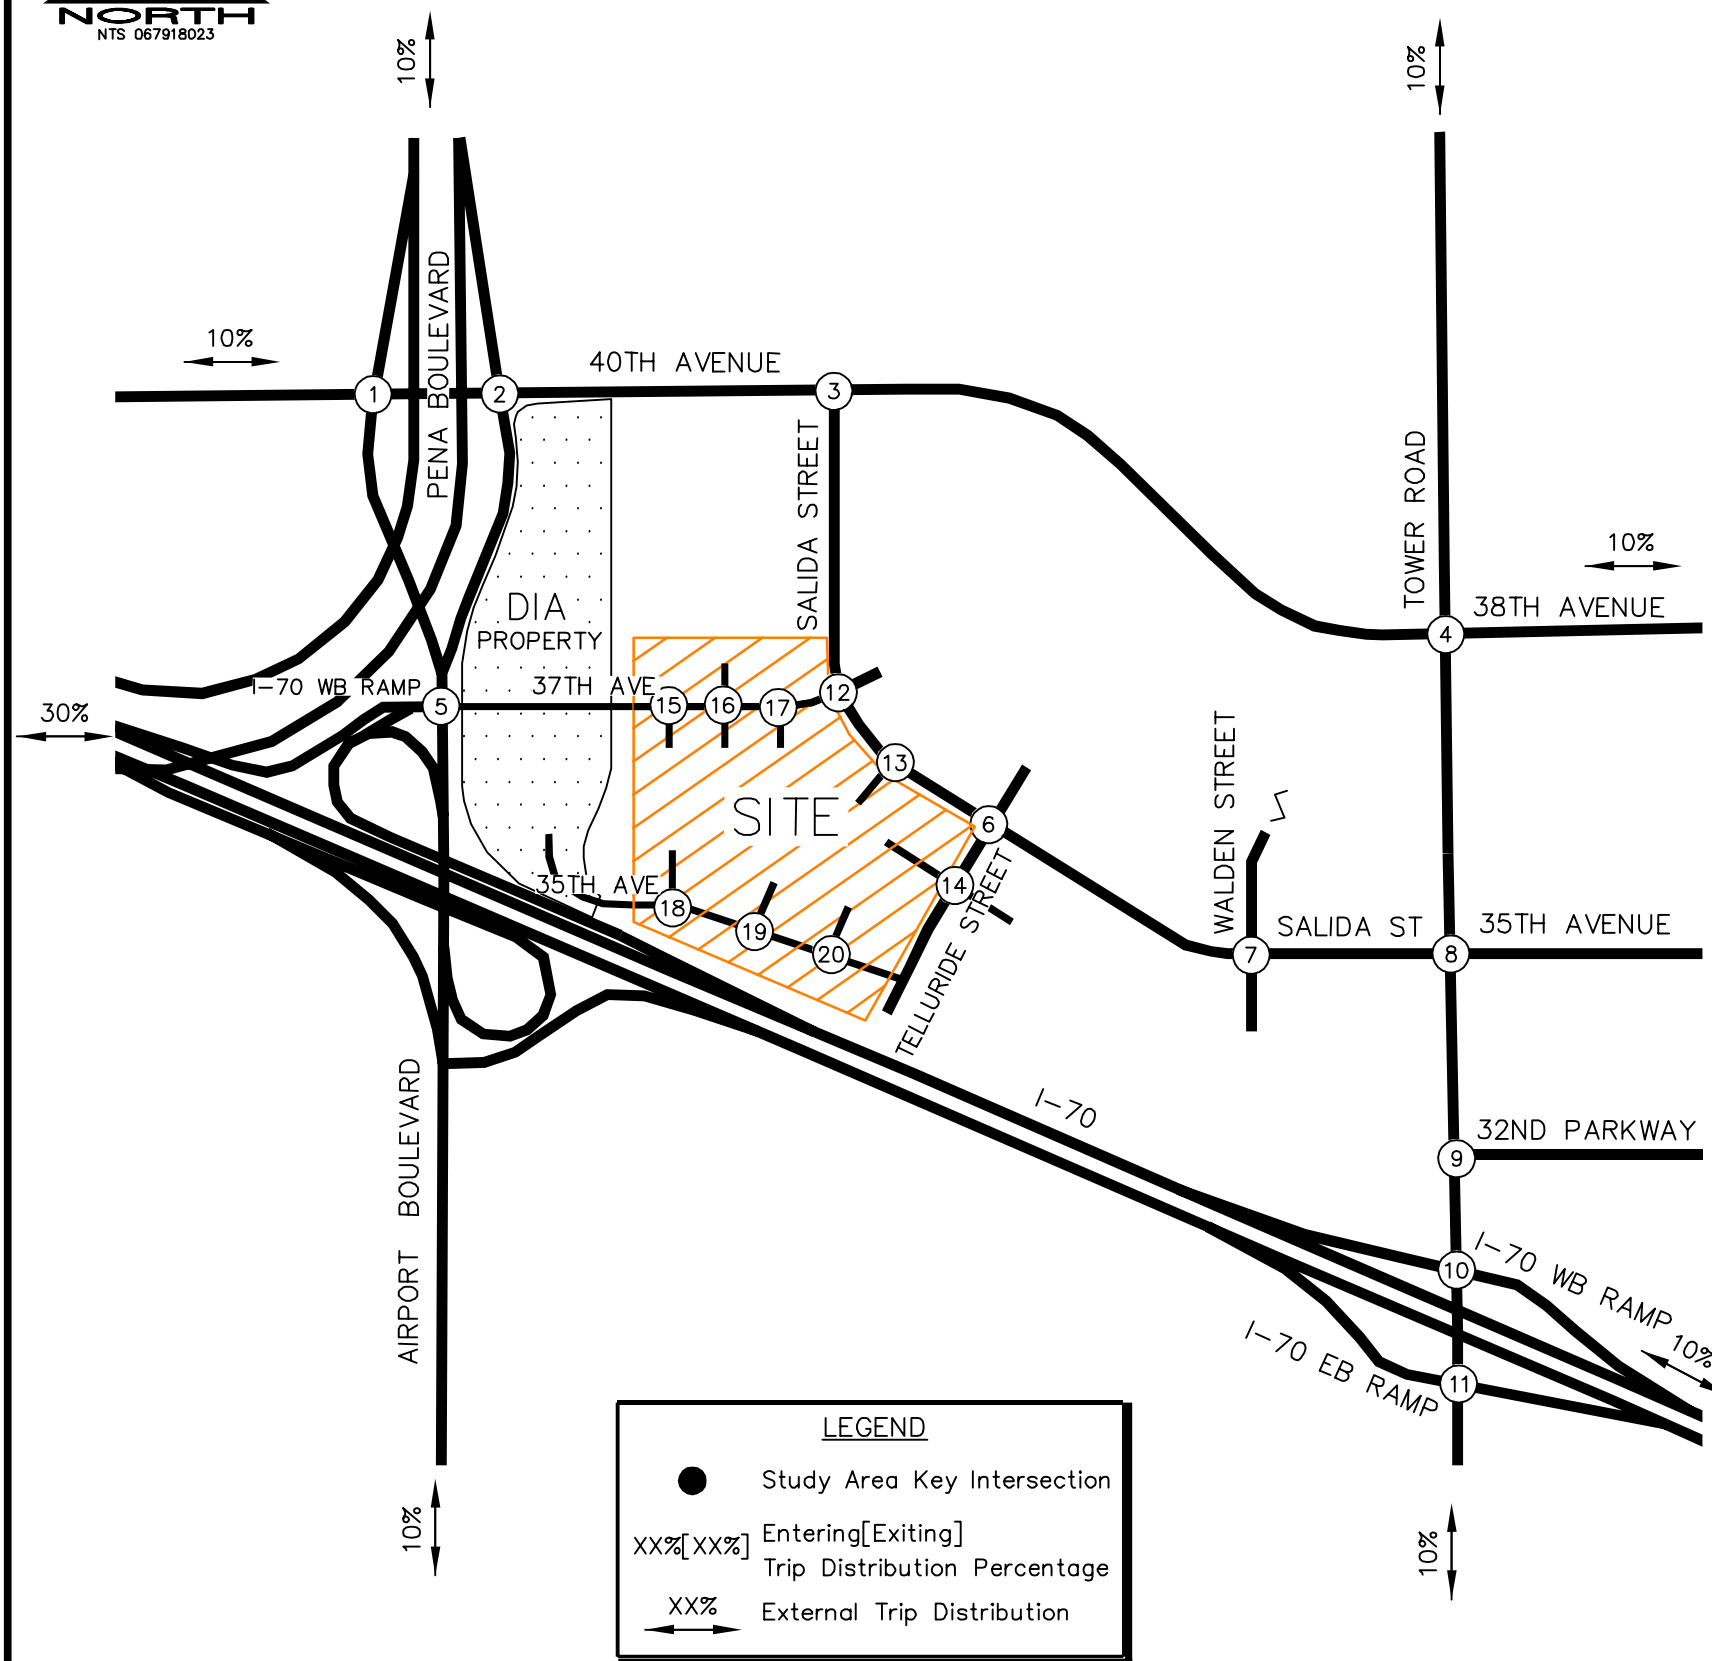 NORTH
NTS 067918023
10%
10%
PENA BOULEVARD
10%
40TH AVENUE
1
2
3
SALIDA STREET
TOWER ROAD
10%
38TH AVENUE
4
DIA
PROPERTY
I-70 WB RAMP
5
37TH AVE
15
16
17
12
30%
13
SITE
6
WALDEN STREET
35TH AVE
14
TELLURIDE STREET
18
19
20
SALIDA ST
35TH AVENUE
7
8
I-70
32ND PARKWAY
9
AIRPORT BOULEVARD
10
I-70 WB RAMP
10%
I-70 EB RAMP
11
10%
10%
LEGEND
Study Area Key Intersection
XX%[XX%]
Entering[Exiting]
Trip Distribution Percentage
XX%
External Trip Distribution